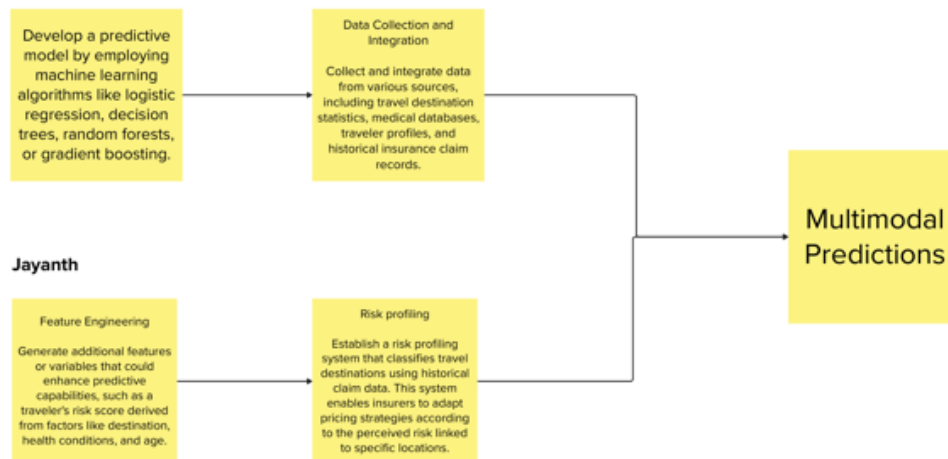 Develop a predictive
model by employing
machine learning
algorithms like logistic
regression, decision
trees, random forests,
or gradient boosting.
Data Collection and
Integration
Collect and integrate data
from various sources,
including travel destination
statistics, medical databases,
traveler profiles, and
historical insurance claim
records.
Multimodal
Predictions
Jayanth
Feature Engineering
Generate additional features
or variables that could
enhance predictive
capabilities, such as a
traveler's risk score derived
from factors like destination,
health conditions, and age.
Risk profiling
Establish a risk profiling
system that classifies travel
destinations using historical
claim data. This system
enables insurers to adapt
pricing strategies according
to the perceived risk linked
to specific locations.